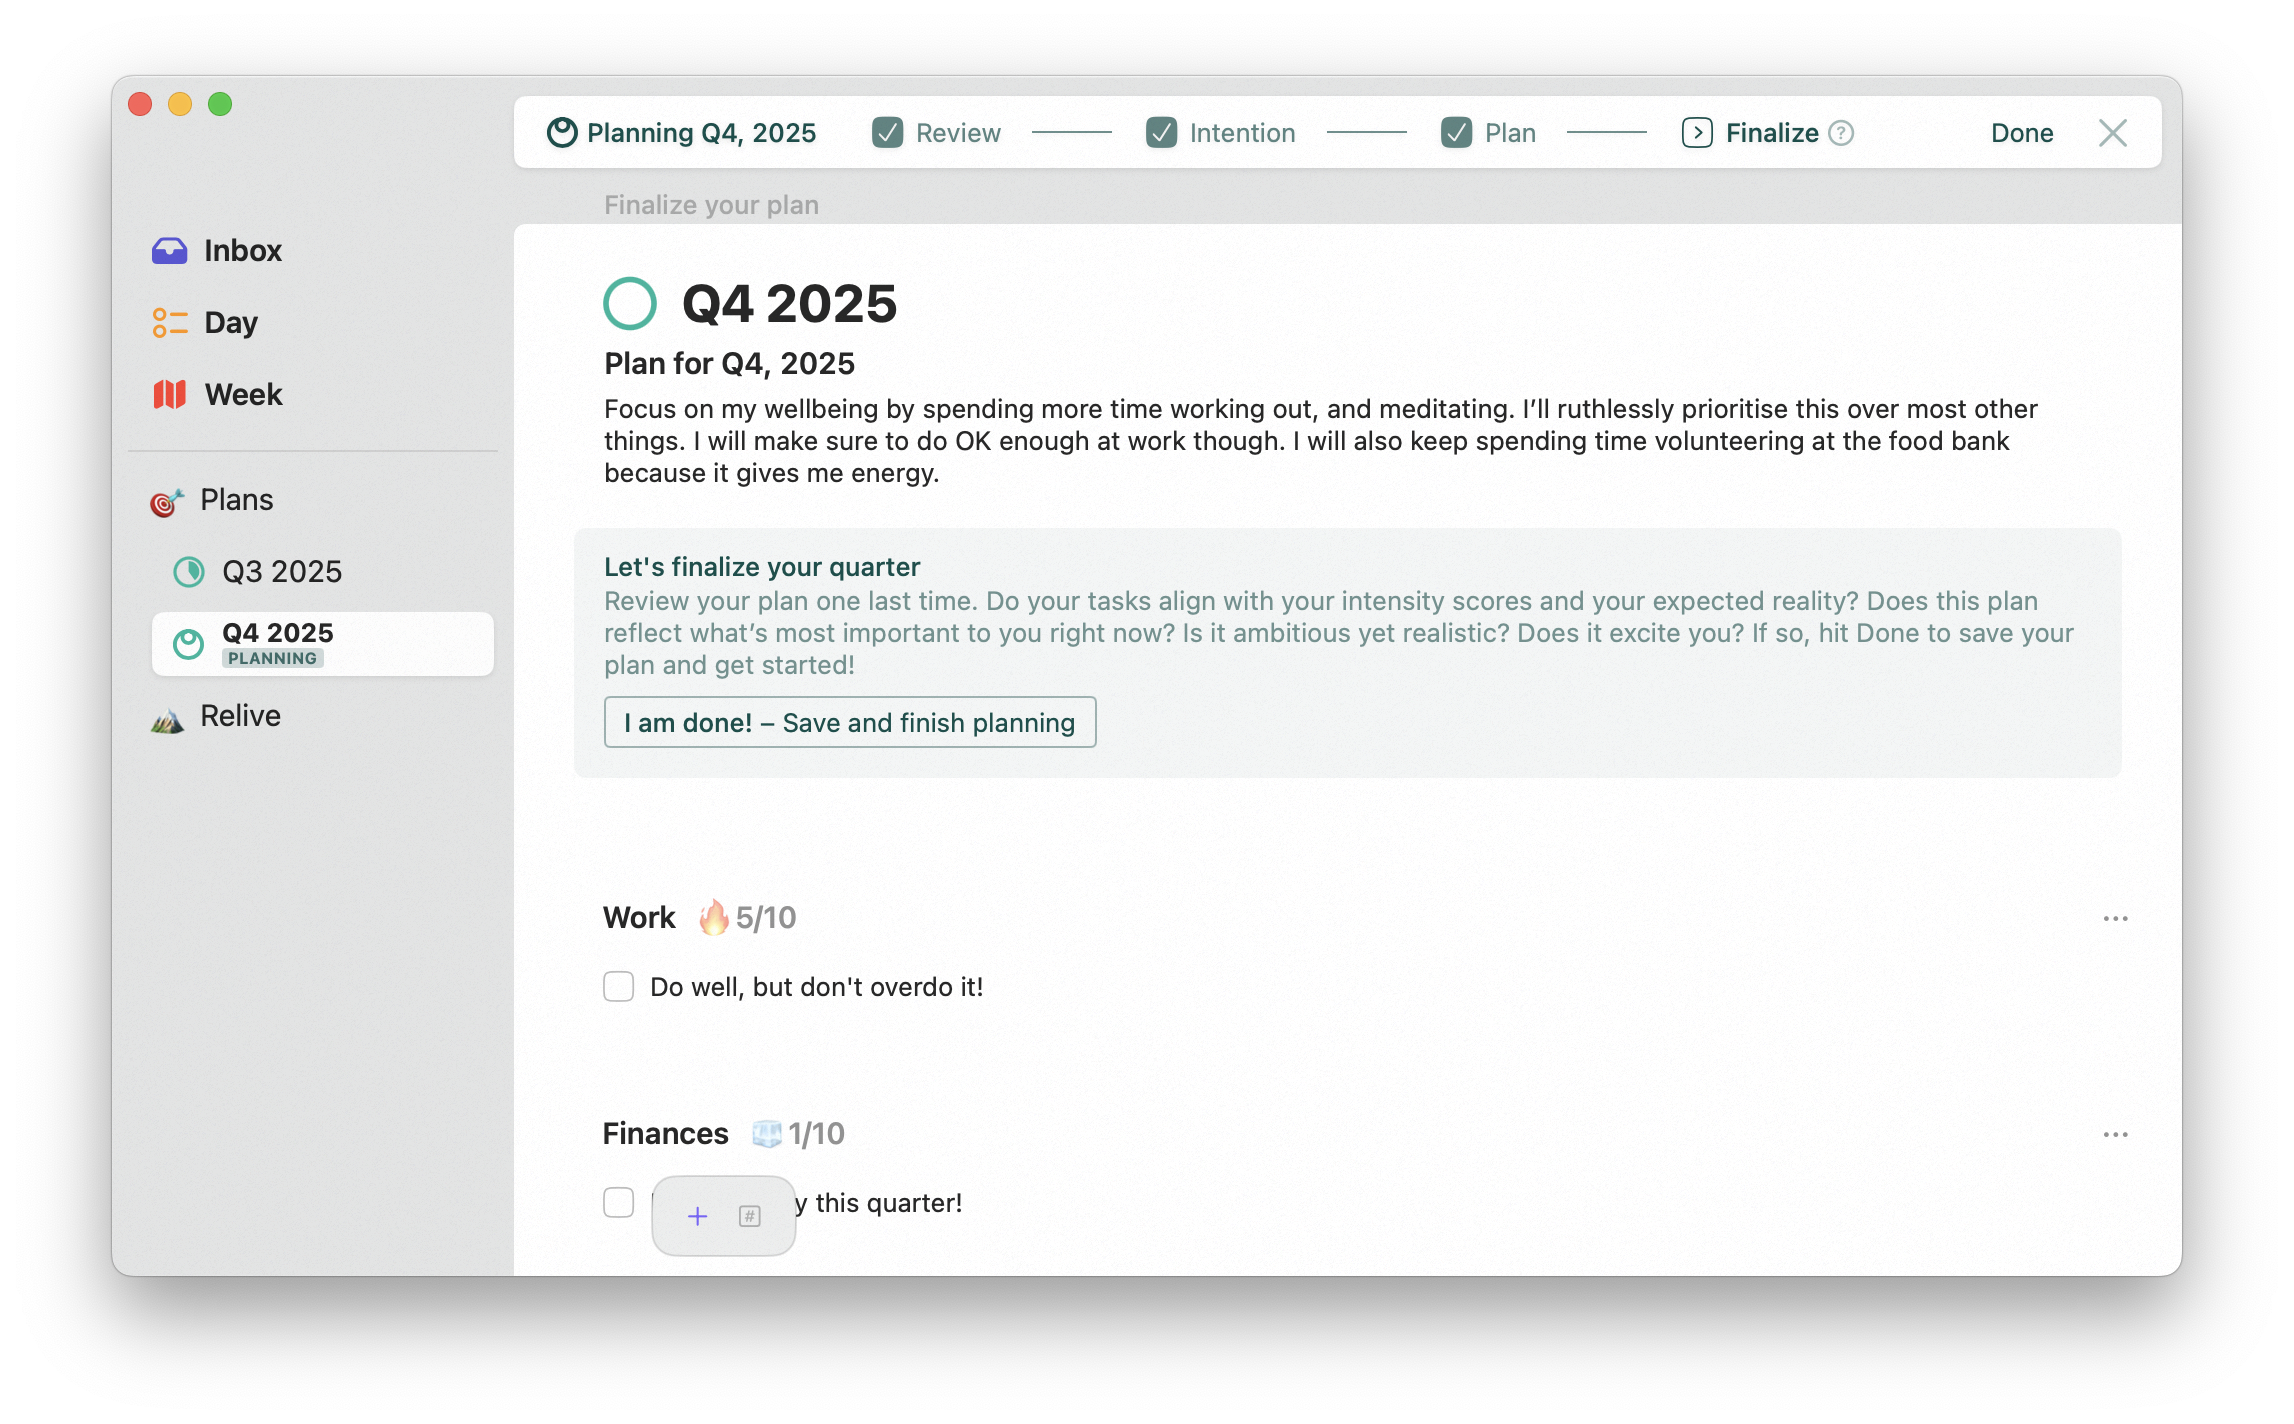 Planning Q4, 2025 Review Intention Plan Finalize ? Done
Finalize your plan
Inbox
Day
Week
Plans
Q3 2025
Q4 2025
PLANNING
Relive
Q4 2025
Plan for Q4, 2025
Focus on my wellbeing by spending more time working out, and meditating. I’ll ruthlessly prioritise this over most other
things. I will make sure to do OK enough at work though. I will also keep spending time volunteering at the food bank
because it gives me energy.
Let's finalize your quarter
Review your plan one last time. Do your tasks align with your intensity scores and your expected reality? Does this plan
reflect what’s most important to you right now? Is it ambitious yet realistic? Does it excite you? If so, hit Done to save your
plan and get started!
I am done! – Save and finish planning
Work 🔥 5/10
Do well, but don't overdo it!
Finances 🧊 1/10
this quarter!
+ #